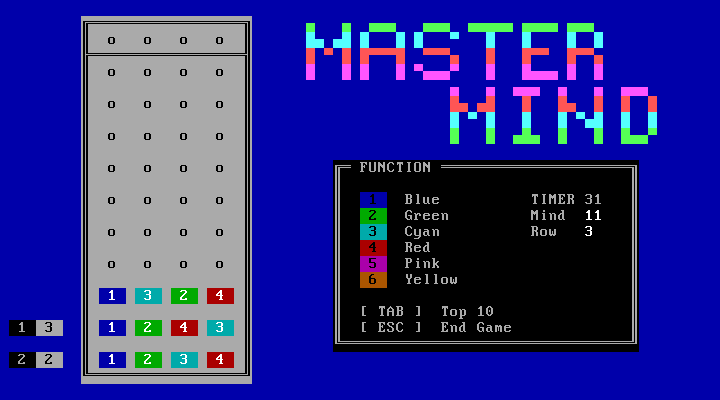 MASTER
MIND
o o o o
o o o o
o o o o
o o o o
o o o o
o o o o
o o o o
o o o o
1 3 2 4
1 3 1 2 4 3
2 2 1 2 3 4
FUNCTION
1 Blue TIMER 31
2 Green Mind 11
3 Cyan Row 3
4 Red
5 Pink
6 Yellow
[ TAB ] Top 10
[ ESC ] End Game